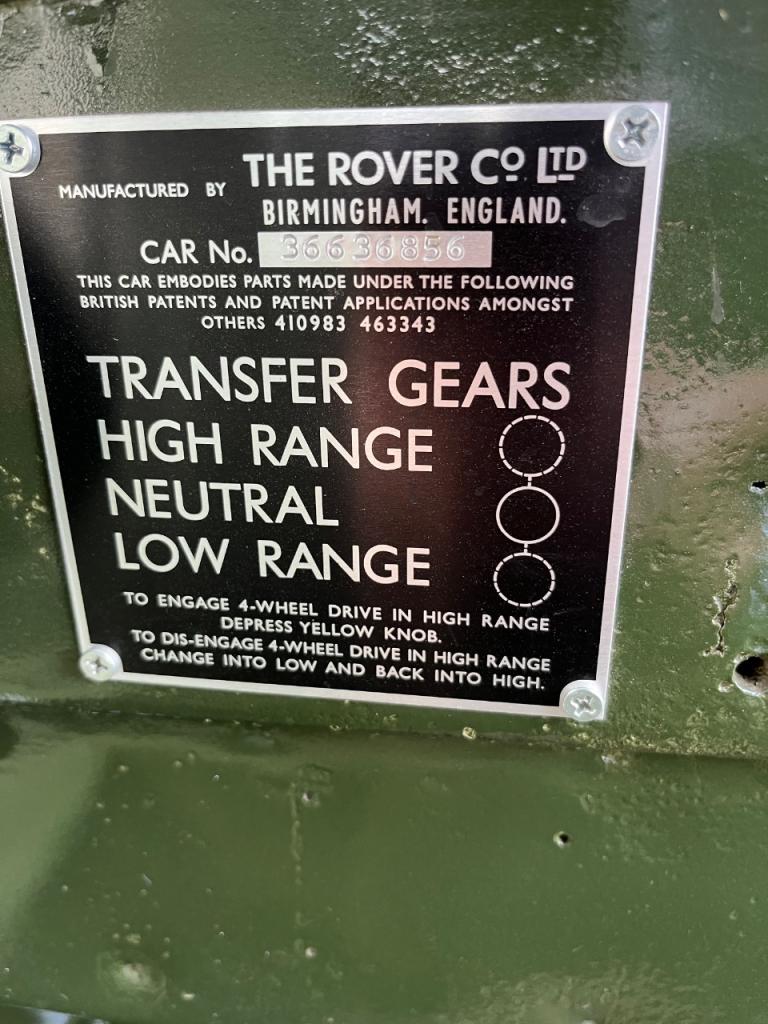 MANUFACTURED BY THE ROVER Cº LTD
BIRMINGHAM. ENGLAND.
CAR No. 36636856
THIS CAR EMBODIES PARTS MADE UNDER THE FOLLOWING
BRITISH PATENTS AND PATENT APPLICATIONS AMONGST
OTHERS 410983 463343
TRANSFER GEARS
HIGH RANGE
NEUTRAL
LOW RANGE
TO ENGAGE 4-WHEEL DRIVE IN HIGH RANGE
DEPRESS YELLOW KNOB.
TO DIS-ENGAGE 4-WHEEL DRIVE IN HIGH RANGE
CHANGE INTO LOW AND BACK INTO HIGH.